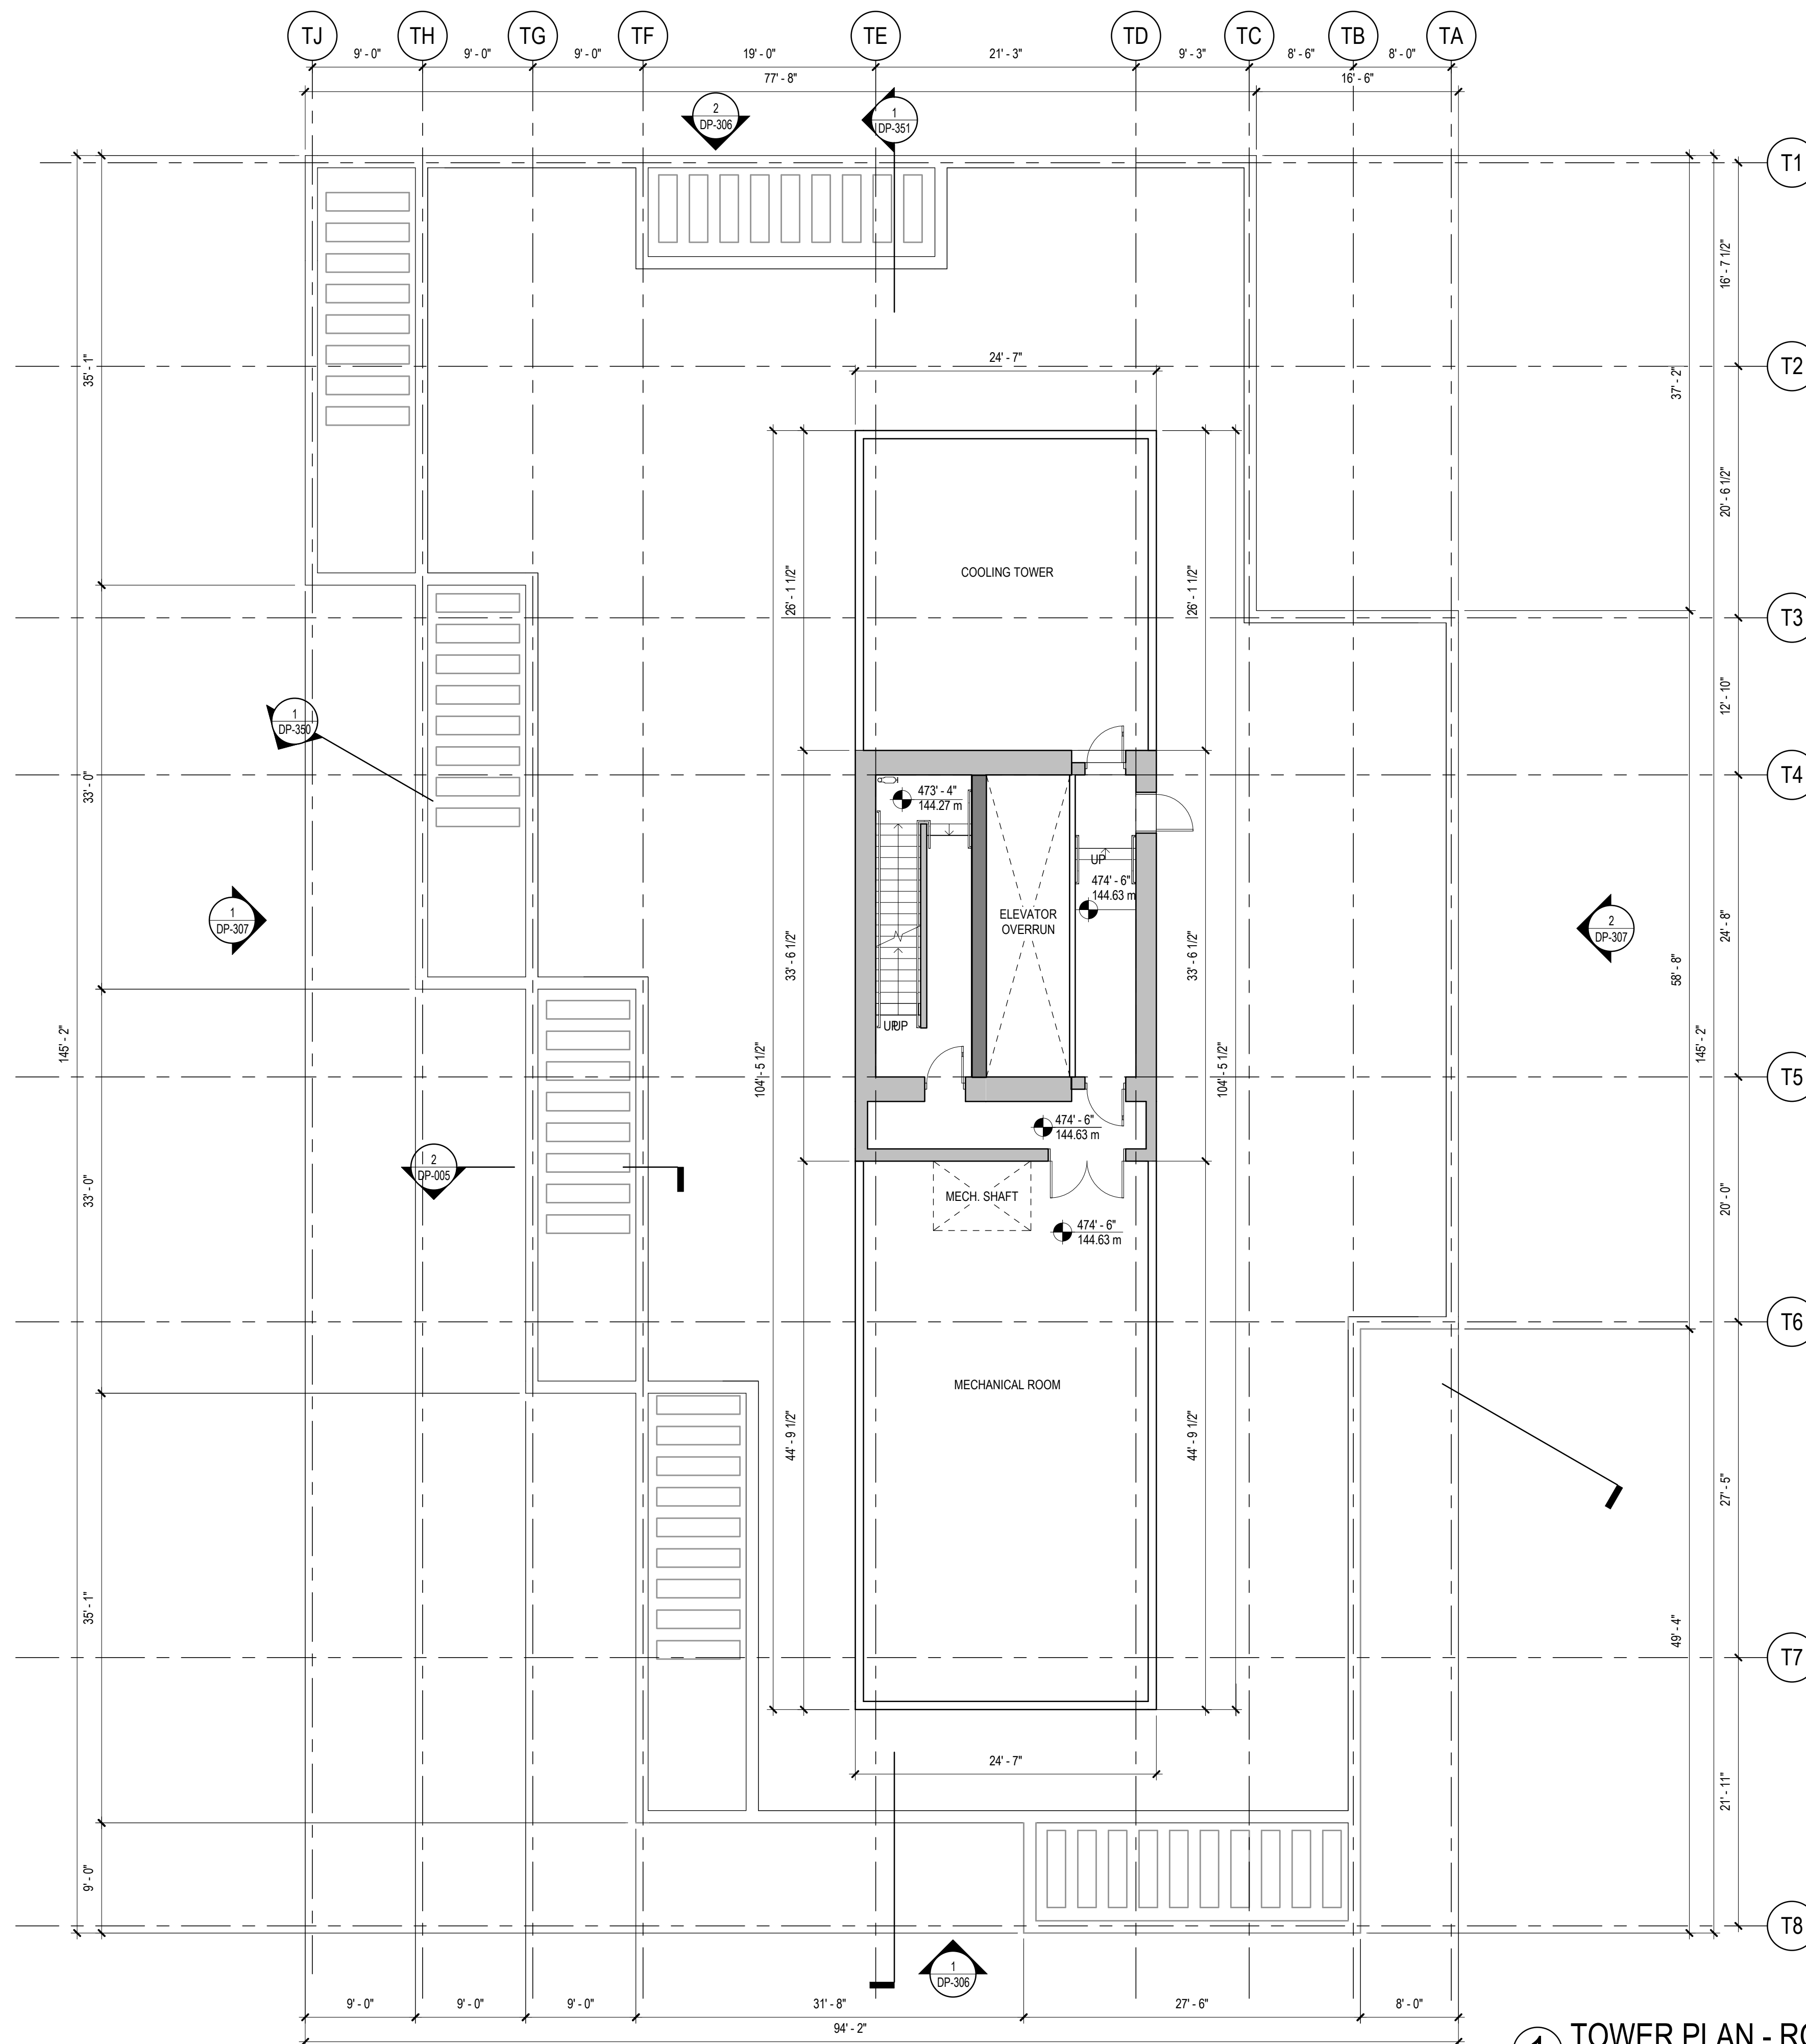 TJ TH TG TF TE TD TC TB TA
9' - 0" 9' - 0" 9' - 0" 19' - 0" 21' - 3" 9' - 3" 8' - 6" 8' - 0"
77' - 8" 16' - 6"
2
DP-306
1
DP-351
T1
16' - 7 1/2"
35' - 1"
24' - 7"
37' - 2"
T2
20' - 6 1/2"
COOLING TOWER
26' - 1 1/2"
26' - 1 1/2"
T3
12' - 10"
1
DP-350
33' - 0"
473' - 4"
144.27 m
T4
UP
474' - 6"
144.63 m
1
DP-307
ELEVATOR
OVERRUN
2
DP-307
24' - 8"
33' - 6 1/2"
33' - 6 1/2"
58' - 8"
UP
UP
145' - 2"
104' - 5 1/2"
104' - 5 1/2"
145' - 2"
T5
474' - 6"
144.63 m
2
DP-005
33' - 0"
MECH. SHAFT
474' - 6"
144.63 m
20' - 0"
T6
MECHANICAL ROOM
44' - 9 1/2"
44' - 9 1/2"
27' - 5"
35' - 1"
49' - 4"
T7
24' - 7"
21' - 11"
9' - 0"
T8
1
DP-306
9' - 0" 9' - 0" 9' - 0" 31' - 8" 27' - 6" 8' - 0"
94' - 2"
1
TOWER PLAN -